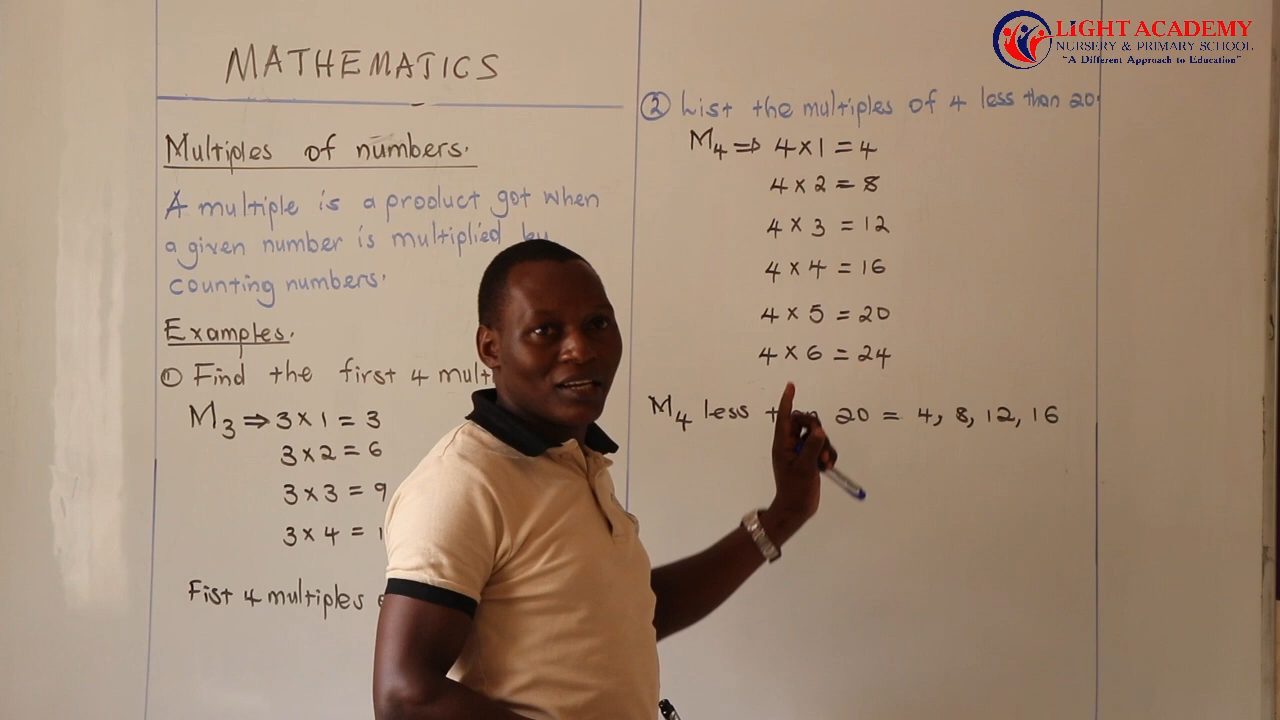 LIGHT ACADEMY
NURSERY & PRIMARY SCHOOL
"A Different Approach to Education"
MATHEMATICS
Multiples of numbers.
A multiple is a product got when
a given number is multiplied by
counting numbers.
Examples.
① Find the first 4
M₃ ⇒ 3 × 1 = 3
3 × 2 = 6
3 × 3 = 9
3 × 4 =
Fist 4 multiples
② List the multiples of 4 less than 20.
M₄ ⇒ 4 × 1 = 4
4 × 2 = 8
4 × 3 = 12
4 × 4 = 16
4 × 5 = 20
4 × 6 = 24
M₄ less than 20 = 4, 8, 12, 16